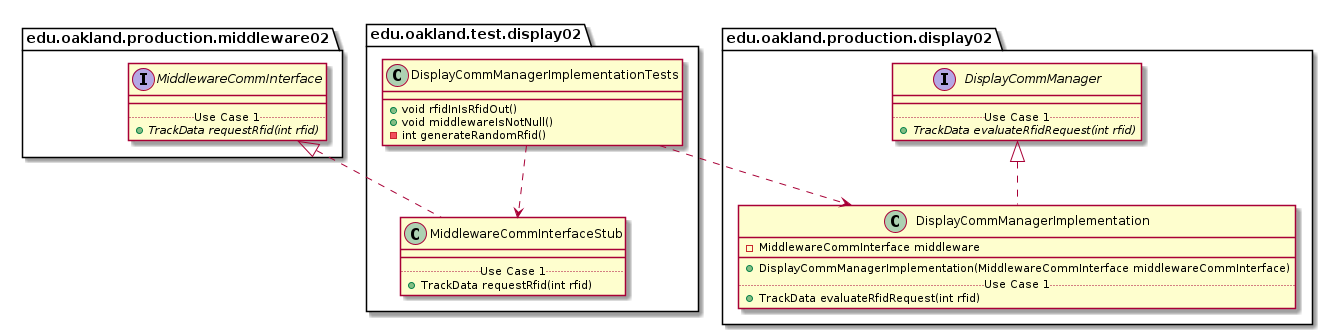 edu.oakland.production.middleware02
I MiddlewareCommInterface
Use Case 1
TrackData requestRfid(int rfid)
edu.oakland.test.display02
C DisplayCommManagerImplementationTests
void rfidInIsRfidOut()
void middlewareIsNotNull()
int generateRandomRfid()
C MiddlewareCommInterfaceStub
Use Case 1
TrackData requestRfid(int rfid)
edu.oakland.production.display02
I DisplayCommManager
Use Case 1
TrackData evaluateRfidRequest(int rfid)
C DisplayCommManagerImplementation
MiddlewareCommInterface middleware
DisplayCommManagerImplementation(MiddlewareCommInterface middlewareCommInterface)
Use Case 1
TrackData evaluateRfidRequest(int rfid)